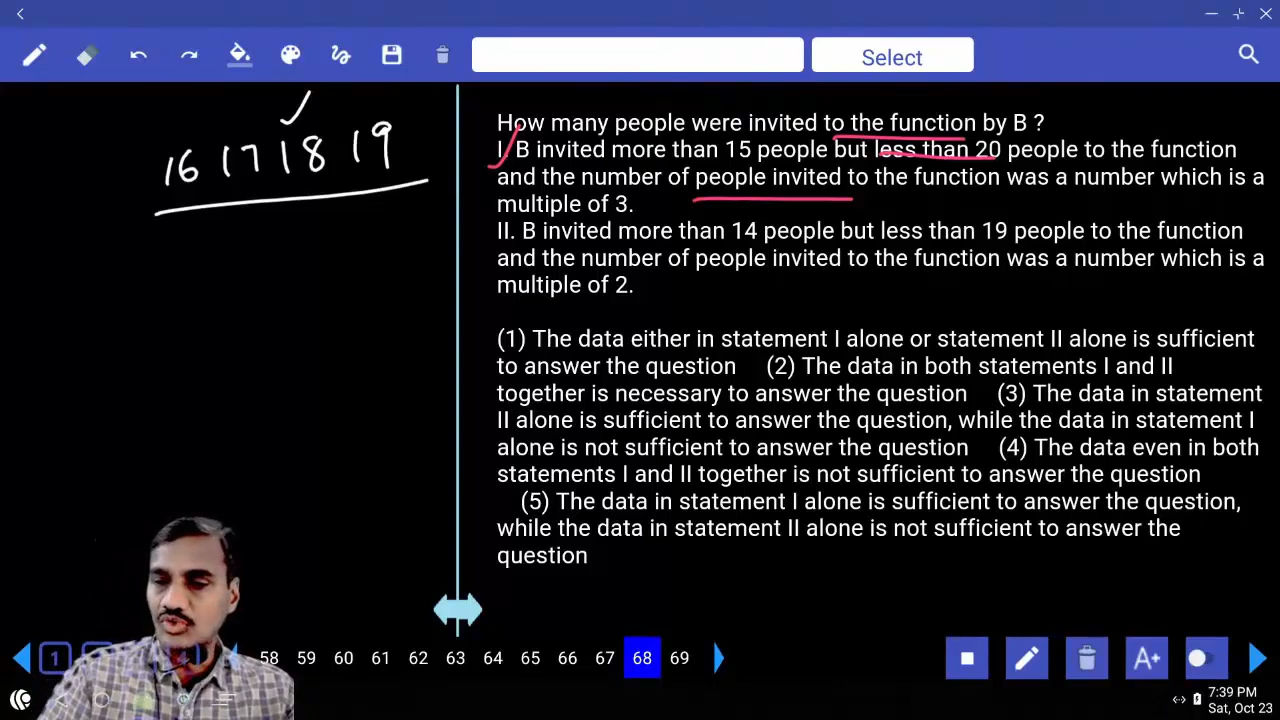 Select
16 17 18 19
How many people were invited to the function by B ?
I. B invited more than 15 people but less than 20 people to the function
and the number of people invited to the function was a number which is a
multiple of 3.
II. B invited more than 14 people but less than 19 people to the function
and the number of people invited to the function was a number which is a
multiple of 2.
(1) The data either in statement I alone or statement II alone is sufficient
to answer the question (2) The data in both statements I and II
together is necessary to answer the question (3) The data in statement
II alone is sufficient to answer the question, while the data in statement I
alone is not sufficient to answer the question (4) The data even in both
statements I and II together is not sufficient to answer the question
(5) The data in statement I alone is sufficient to answer the question,
while the data in statement II alone is not sufficient to answer the
question
1 58 59 60 61 62 63 64 65 66 67 68 69 A+
7:39 PM
Sat, Oct 23